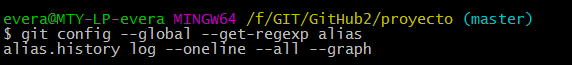 evera@MTY-LP-evera MINGW64 /f/GIT/GitHub2/proyecto (master)
$ git config --global --get-regexp alias
alias.history log --oneline --all --graph